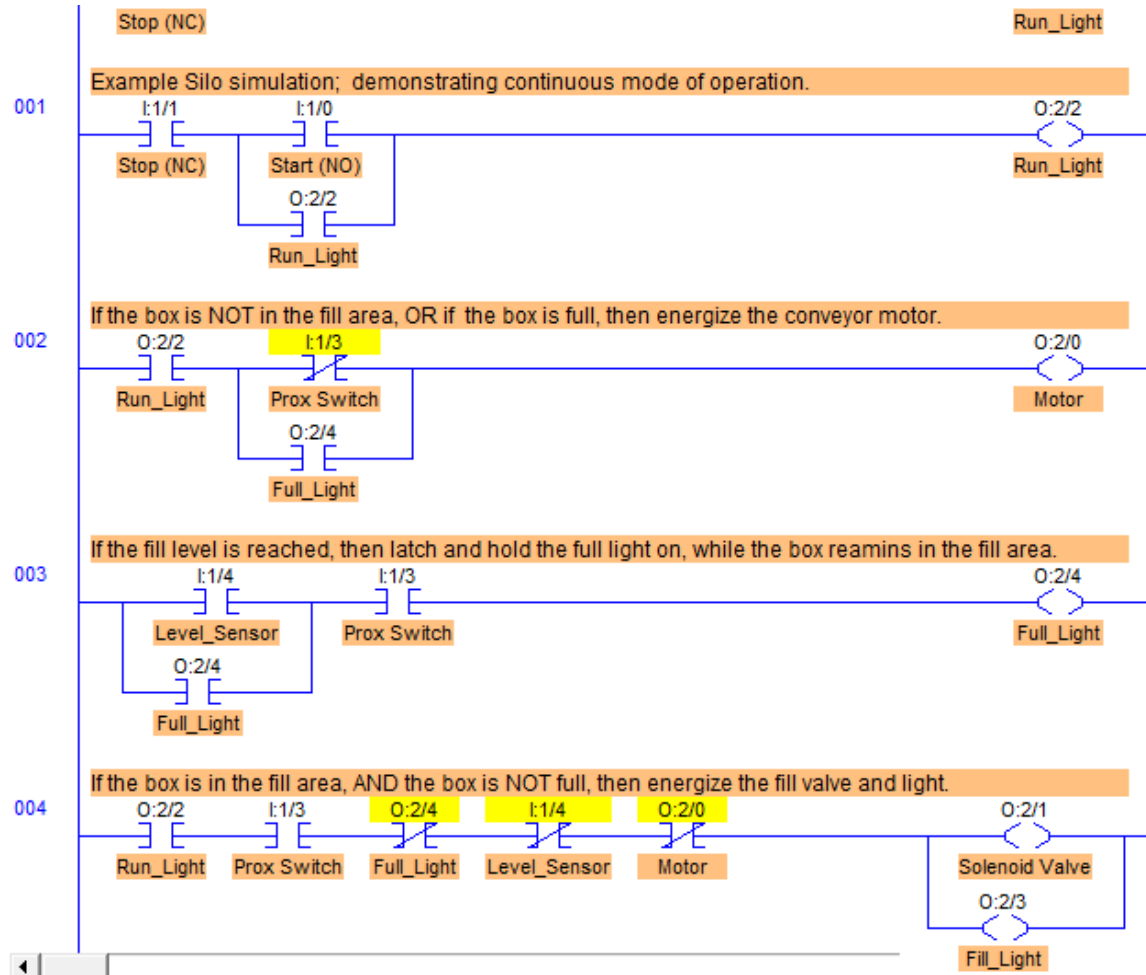 Stop (NC) Run_Light
Example Silo simulation; demonstrating continuous mode of operation.
001 I:1/1 I:1/0 O:2/2
Stop (NC) Start (NO) Run_Light
O:2/2
Run_Light
If the box is NOT in the fill area, OR if the box is full, then energize the conveyor motor.
002 O:2/2 I:1/3 O:2/0
Run_Light Prox Switch Motor
O:2/4
Full_Light
If the fill level is reached, then latch and hold the full light on, while the box reamins in the fill area.
003 I:1/4 I:1/3 O:2/4
Level_Sensor Prox Switch Full_Light
O:2/4
Full_Light
If the box is in the fill area, AND the box is NOT full, then energize the fill valve and light.
004 O:2/2 I:1/3 O:2/4 I:1/4 O:2/0 O:2/1
Run_Light Prox Switch Full_Light Level_Sensor Motor Solenoid Valve
O:2/3
Fill_Light